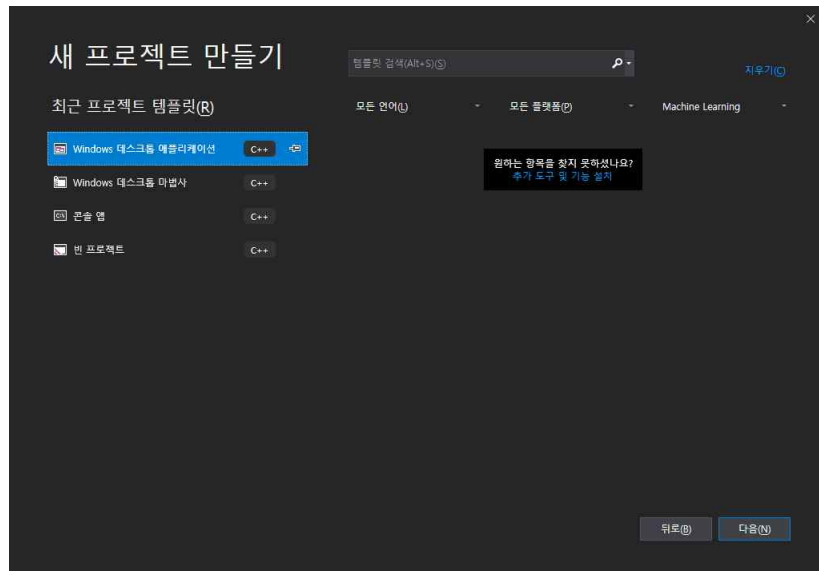 새 프로젝트 만들기
템플릿 검색(Alt+S)(S)
지우기(C)
최근 프로젝트 템플릿(R)
모든 언어(L)
모든 플랫폼(P)
Machine Learning
Windows 데스크톱 애플리케이션
C++
Windows 데스크톱 마법사
C++
콘솔 앱
C++
빈 프로젝트
C++
원하는 항목을 찾지 못하셨나요?
추가 도구 및 기능 설치
뒤로(B)
다음(N)